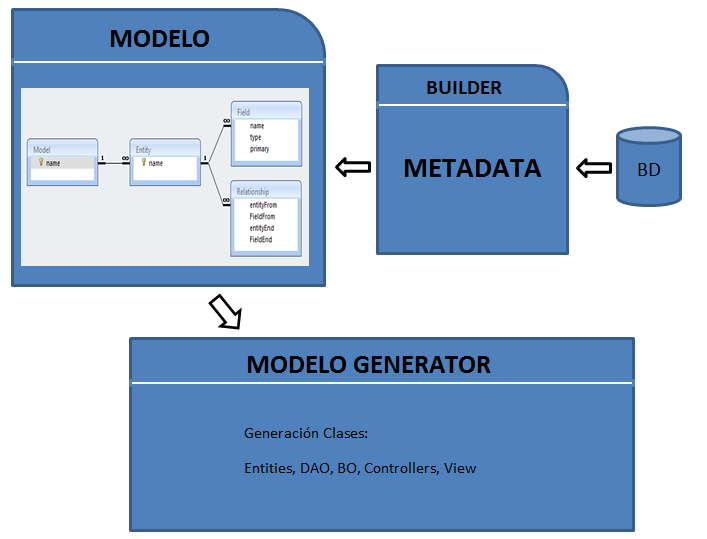 MODELO
Model
name
1
∞
Entity
name
1
∞
Field
name
type
primary
∞
Relationship
entityFrom
FieldFrom
entityEnd
FieldEnd
BUILDER
METADATA
BD
MODELO GENERATOR
Generación Clases:
Entities, DAO, BO, Controllers, View